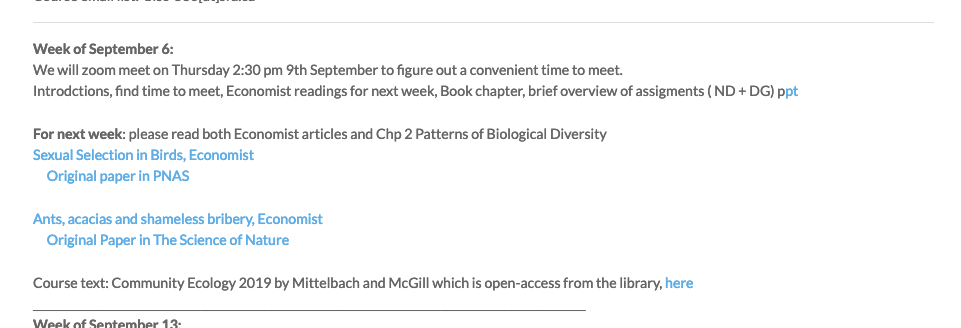 Week of September 6:
We will zoom meet on Thursday 2:30 pm 9th September to figure out a convenient time to meet.
Introdctions, find time to meet, Economist readings for next week, Book chapter, brief overview of assigments ( ND + DG) ppt
For next week: please read both Economist articles and Chp 2 Patterns of Biological Diversity
Sexual Selection in Birds, Economist
Original paper in PNAS
Ants, acacias and shameless bribery, Economist
Original Paper in The Science of Nature
Course text: Community Ecology 2019 by Mittelbach and McGill which is open-access from the library, here
Week of September 13: